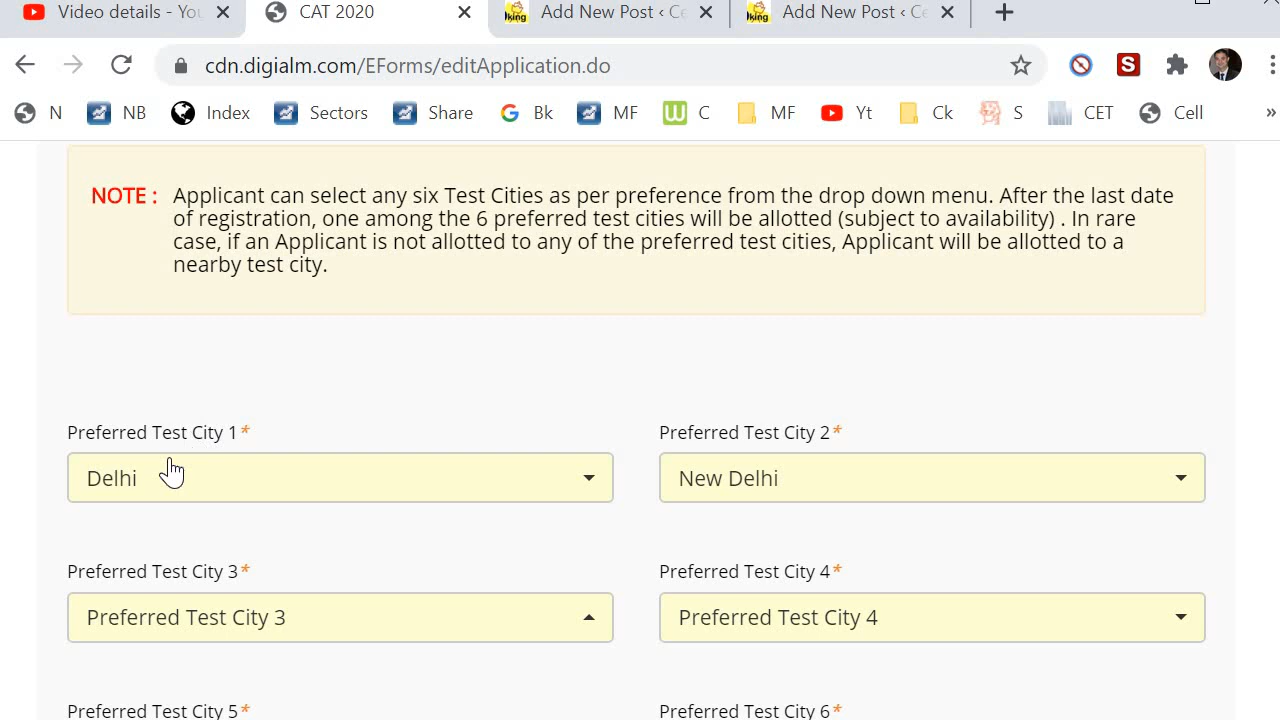 Video details - You
CAT 2020
Add New Post ‹ Ce
Add New Post ‹ Ce
cdn.digialm.com/EForms/editApplication.do
S
N
NB
Index
Sectors
Share
G
Bk
MF
C
MF
Yt
Ck
S
CET
Cell
»
NOTE : Applicant can select any six Test Cities as per preference from the drop down menu. After the last date
of registration, one among the 6 preferred test cities will be allotted (subject to availability) . In rare
case, if an Applicant is not allotted to any of the preferred test cities, Applicant will be allotted to a
nearby test city.
Preferred Test City 1*
Preferred Test City 2*
Delhi
New Delhi
Preferred Test City 3*
Preferred Test City 4*
Preferred Test City 3
Preferred Test City 4
Preferred Test City 5*
Preferred Test City 6*